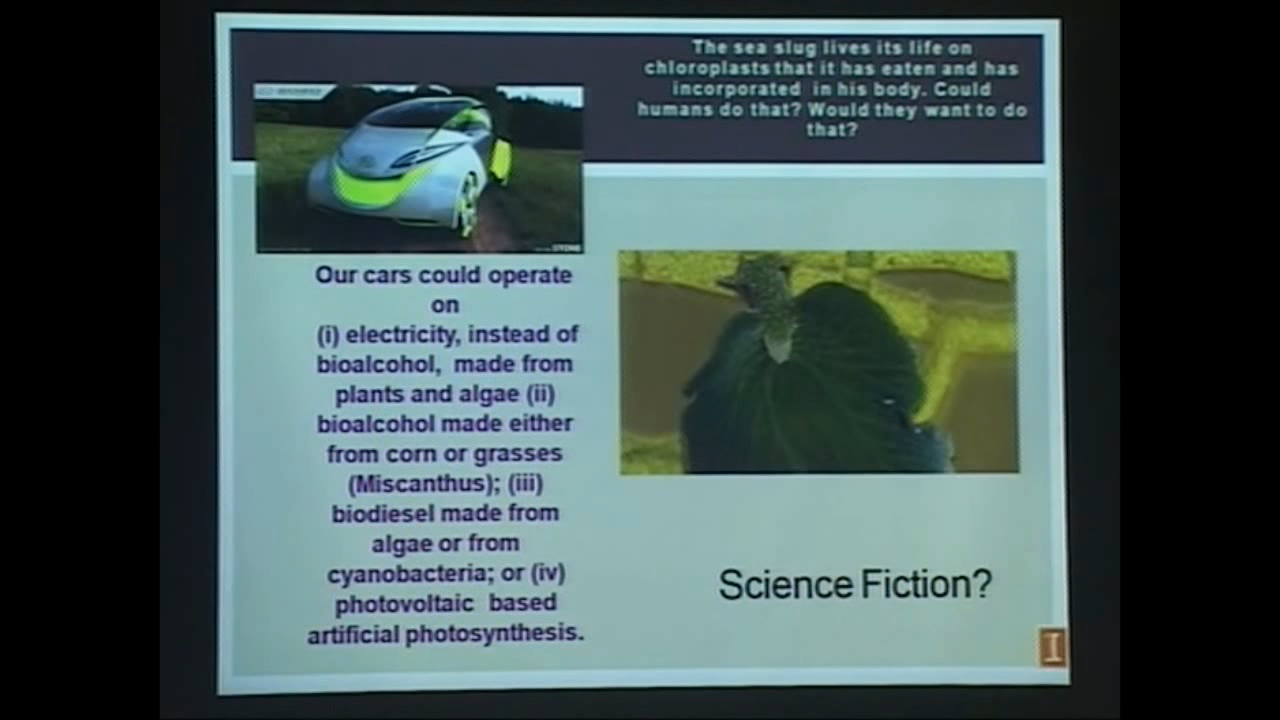 The sea slug lives its life on
chloroplasts that it has eaten and has
incorporated in his body. Could
humans do that? Would they want to do
that?
Our cars could operate
on
(i) electricity, instead of
bioalcohol, made from
plants and algae (ii)
bioalcohol made either
from corn or grasses
(Miscanthus); (iii)
biodiesel made from
algae or from
cyanobacteria; or (iv)
photovoltaic based
artificial photosynthesis.
Science Fiction?
I